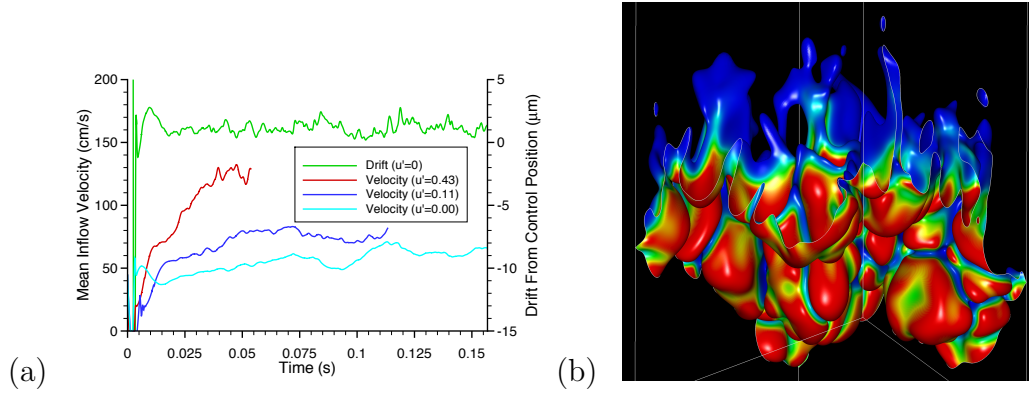 (a)
Mean Inflow Velocity (cm/s)
200
150
100
50
0
0
0.025
0.05
0.075
0.1
0.125
0.15
Time (s)
5
0
-5
-10
-15
Drift From Control Position (µm)
Drift (u'=0)
Velocity (u'=0.43)
Velocity (u'=0.11)
Velocity (u'=0.00)
(b)